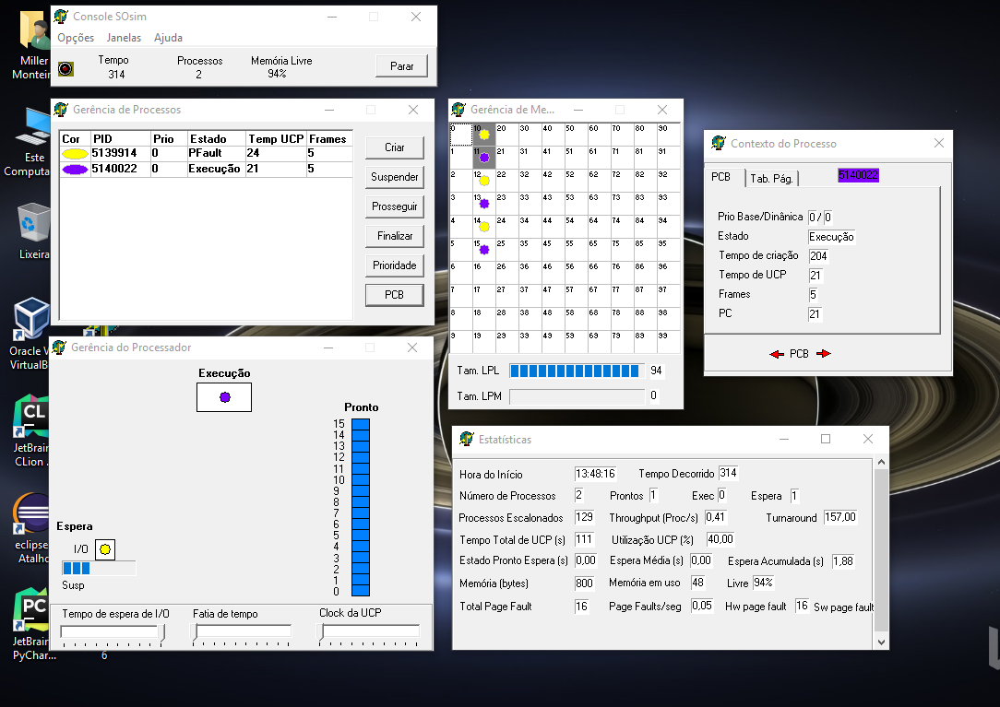 Console SOsim
Opções Janelas Ajuda
Tempo Processos Memória Livre
314 2 94%
Parar
Miller
Monteir
Este
Computa
Lixeira
Oracle V
VirtualB
JetBrain
CLion ...
eclipse
Atalho
JetBrain
PyChar...
6
CL
PC
Gerência de Processos
Cor PID Prio Estado Temp UCP Frames
5139914 0 PFault 24 5
5140022 0 Execução 21 5
Criar
Suspender
Prosseguir
Finalizar
Prioridade
PCB
Gerência de Me...
0 10 20 30 40 50 60 70 80 90
1 11 21 31 41 51 61 71 81 91
2 12 22 32 42 52 62 72 82 92
3 13 23 33 43 53 63 73 83 93
4 14 24 34 44 54 64 74 84 94
5 15 25 35 45 55 65 75 85 95
6 16 26 36 46 56 66 76 86 96
7 17 27 37 47 57 67 77 87 97
8 18 28 38 48 58 68 78 88 98
9 19 29 39 49 59 69 79 89 99
Tam. LPL 94
Tam. LPM 0
Contexto do Processo
PCB Tab. Pág. 5140022
Prio Base/Dinâmica 0 / 0
Estado Execução
Tempo de criação 204
Tempo de UCP 21
Frames 5
PC 21
PCB
Gerência do Processador
Execução
Pronto
15
14
13
12
11
10
9
8
7
6
5
4
3
2
1
0
Espera
I/O
Susp
Tempo de espera de I/O Fatia de tempo Clock da UCP
Estatísticas
Hora do Início 13:48:16 Tempo Decorrido 314
Número de Processos 2 Prontos 1 Exec 0 Espera 1
Processos Escalonados 129 Throughput (Proc/s) 0,41 Turnaround 157,00
Tempo Total de UCP (s) 111 Utilização UCP (%) 40,00
Estado Pronto Espera (s) 0,00 Espera Média (s) 0,00 Espera Acumulada (s) 1,88
Memória (bytes) 800 Memória em uso 48 Livre 94%
Total Page Fault 16 Page Faults/seg 0,05 Hw page fault 16 Sw page fault